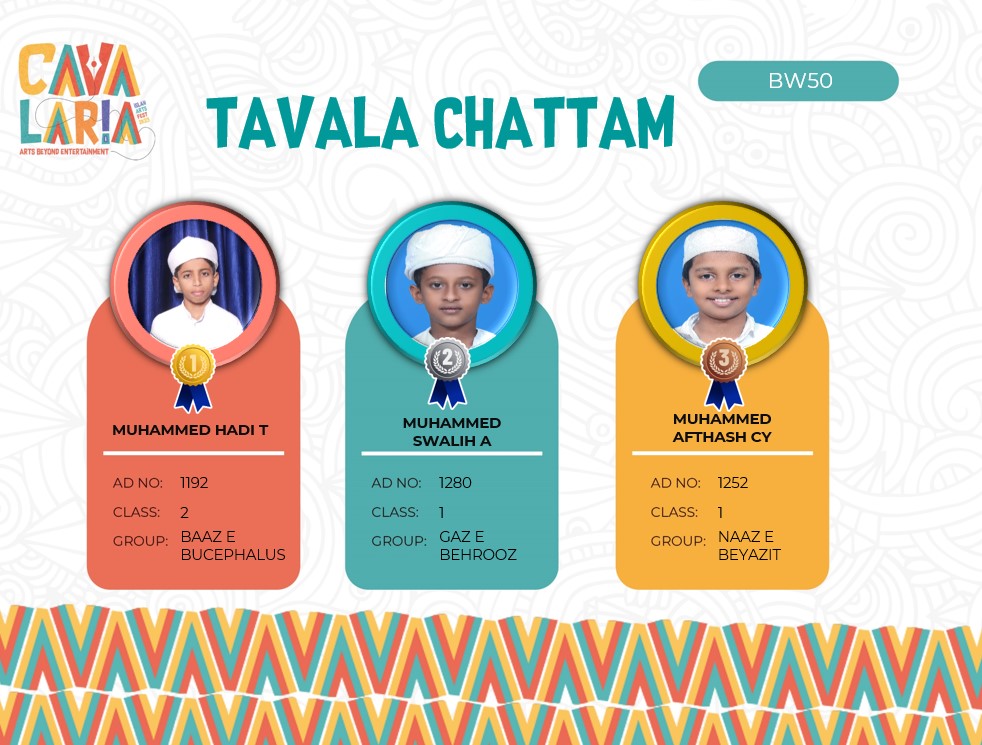 CAVA
LARIA
ISLAM
ARTS
FEST
2022
ARTS BEYOND ENTERTAINMENT
TAVALA CHATTAM
BW50
1
MUHAMMED HADI T
AD NO: 1192
CLASS: 2
GROUP: BAAZ E
BUCEPHALUS
2
MUHAMMED
SWALIH A
AD NO: 1280
CLASS: 1
GROUP: GAZ E
BEHROOZ
3
MUHAMMED
AFTHASH CY
AD NO: 1252
CLASS: 1
GROUP: NAAZ E
BEYAZIT